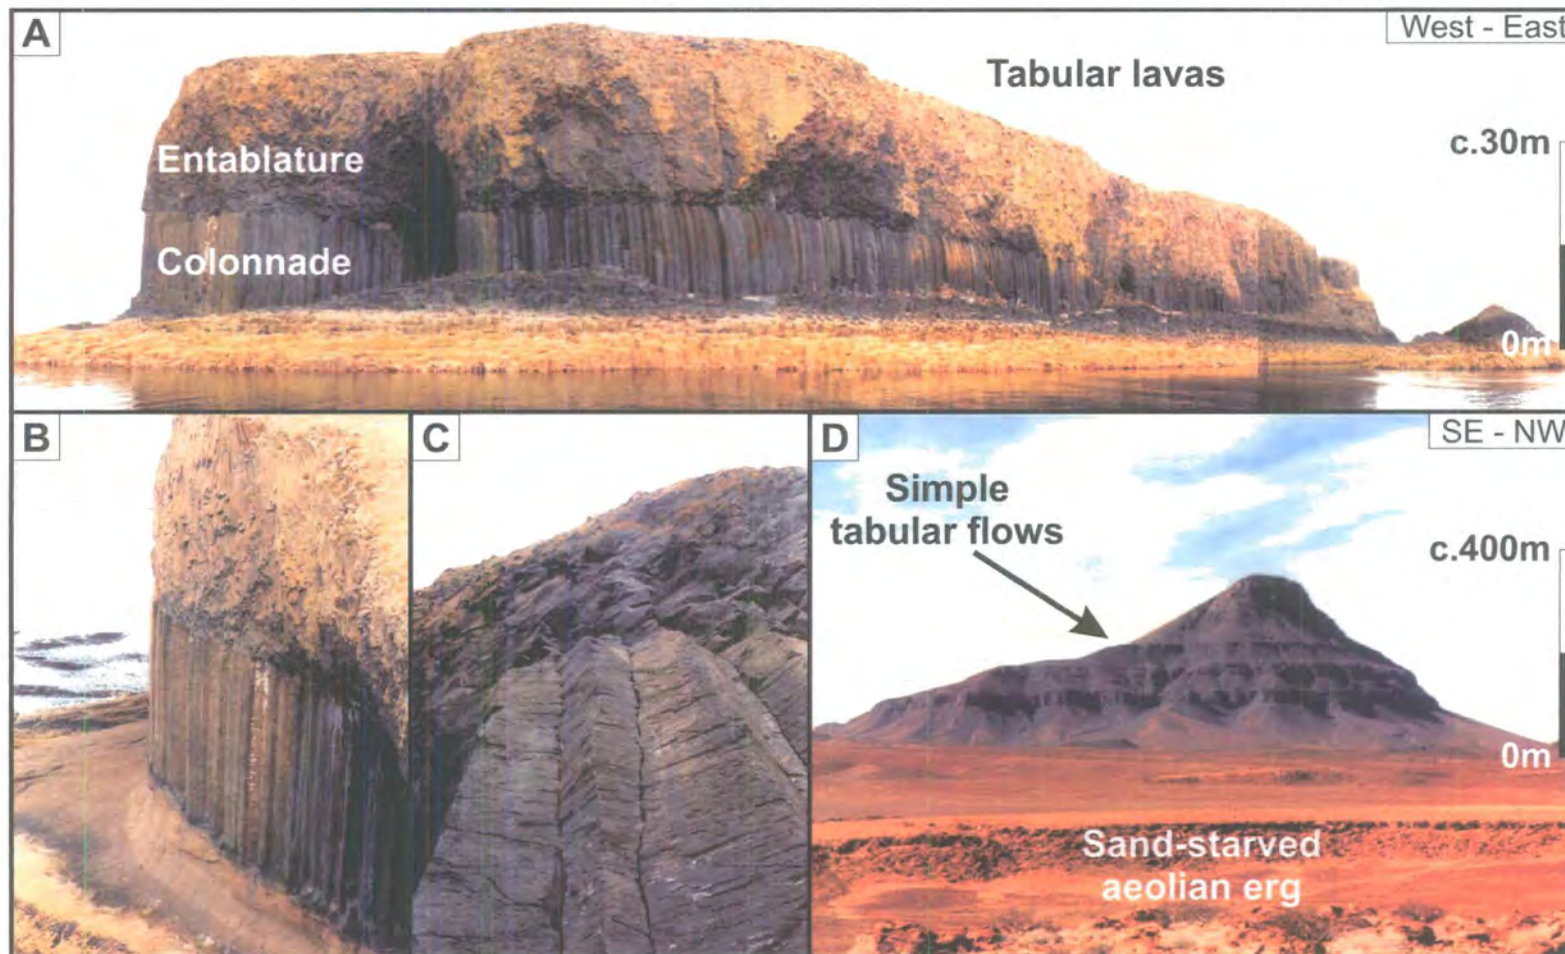 A
West - East
Tabular lavas
c.30m
Entablature
Colonnade
0m
B
C
D
SE - NW
Simple
tabular flows
c.400m
0m
Sand-starved
aeolian erg